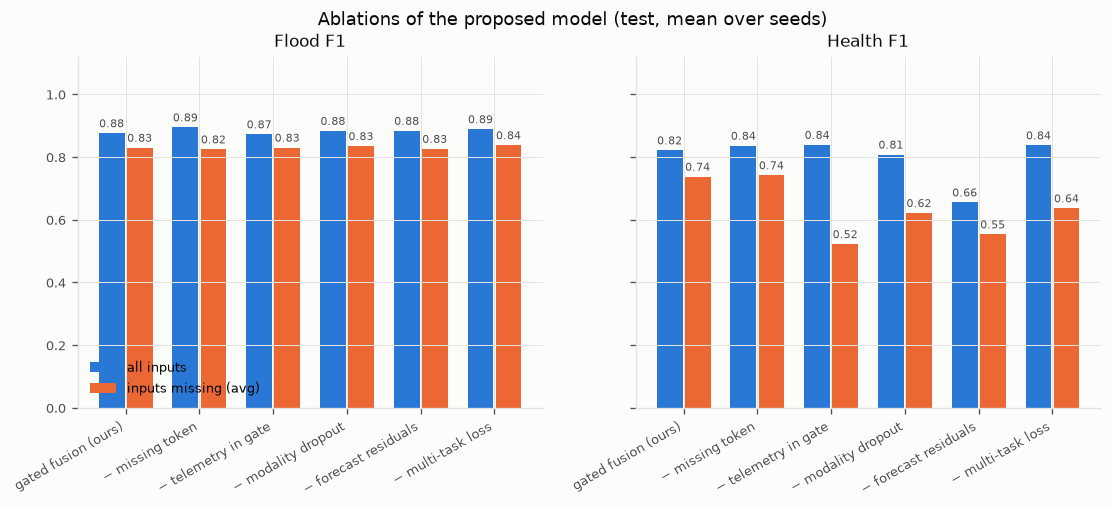 Ablations of the proposed model (test, mean over seeds)
Flood F1
1.0
0.8
0.6
0.4
0.2
0.0
0.88
0.83
0.89
0.82
0.87
0.83
0.88
0.83
0.88
0.83
0.89
0.84
all inputs
inputs missing (avg)
gated fusion (ours)
− missing token
− telemetry in gate
− modality dropout
− forecast residuals
− multi-task loss
Health F1
0.82
0.74
0.84
0.74
0.84
0.52
0.81
0.62
0.66
0.55
0.84
0.64
gated fusion (ours)
− missing token
− telemetry in gate
− modality dropout
− forecast residuals
− multi-task loss